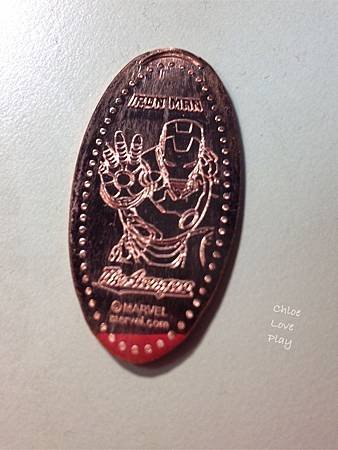 IRON MAN
The Avengers
© MARVEL
marvel.com
Chloe
Love
Play